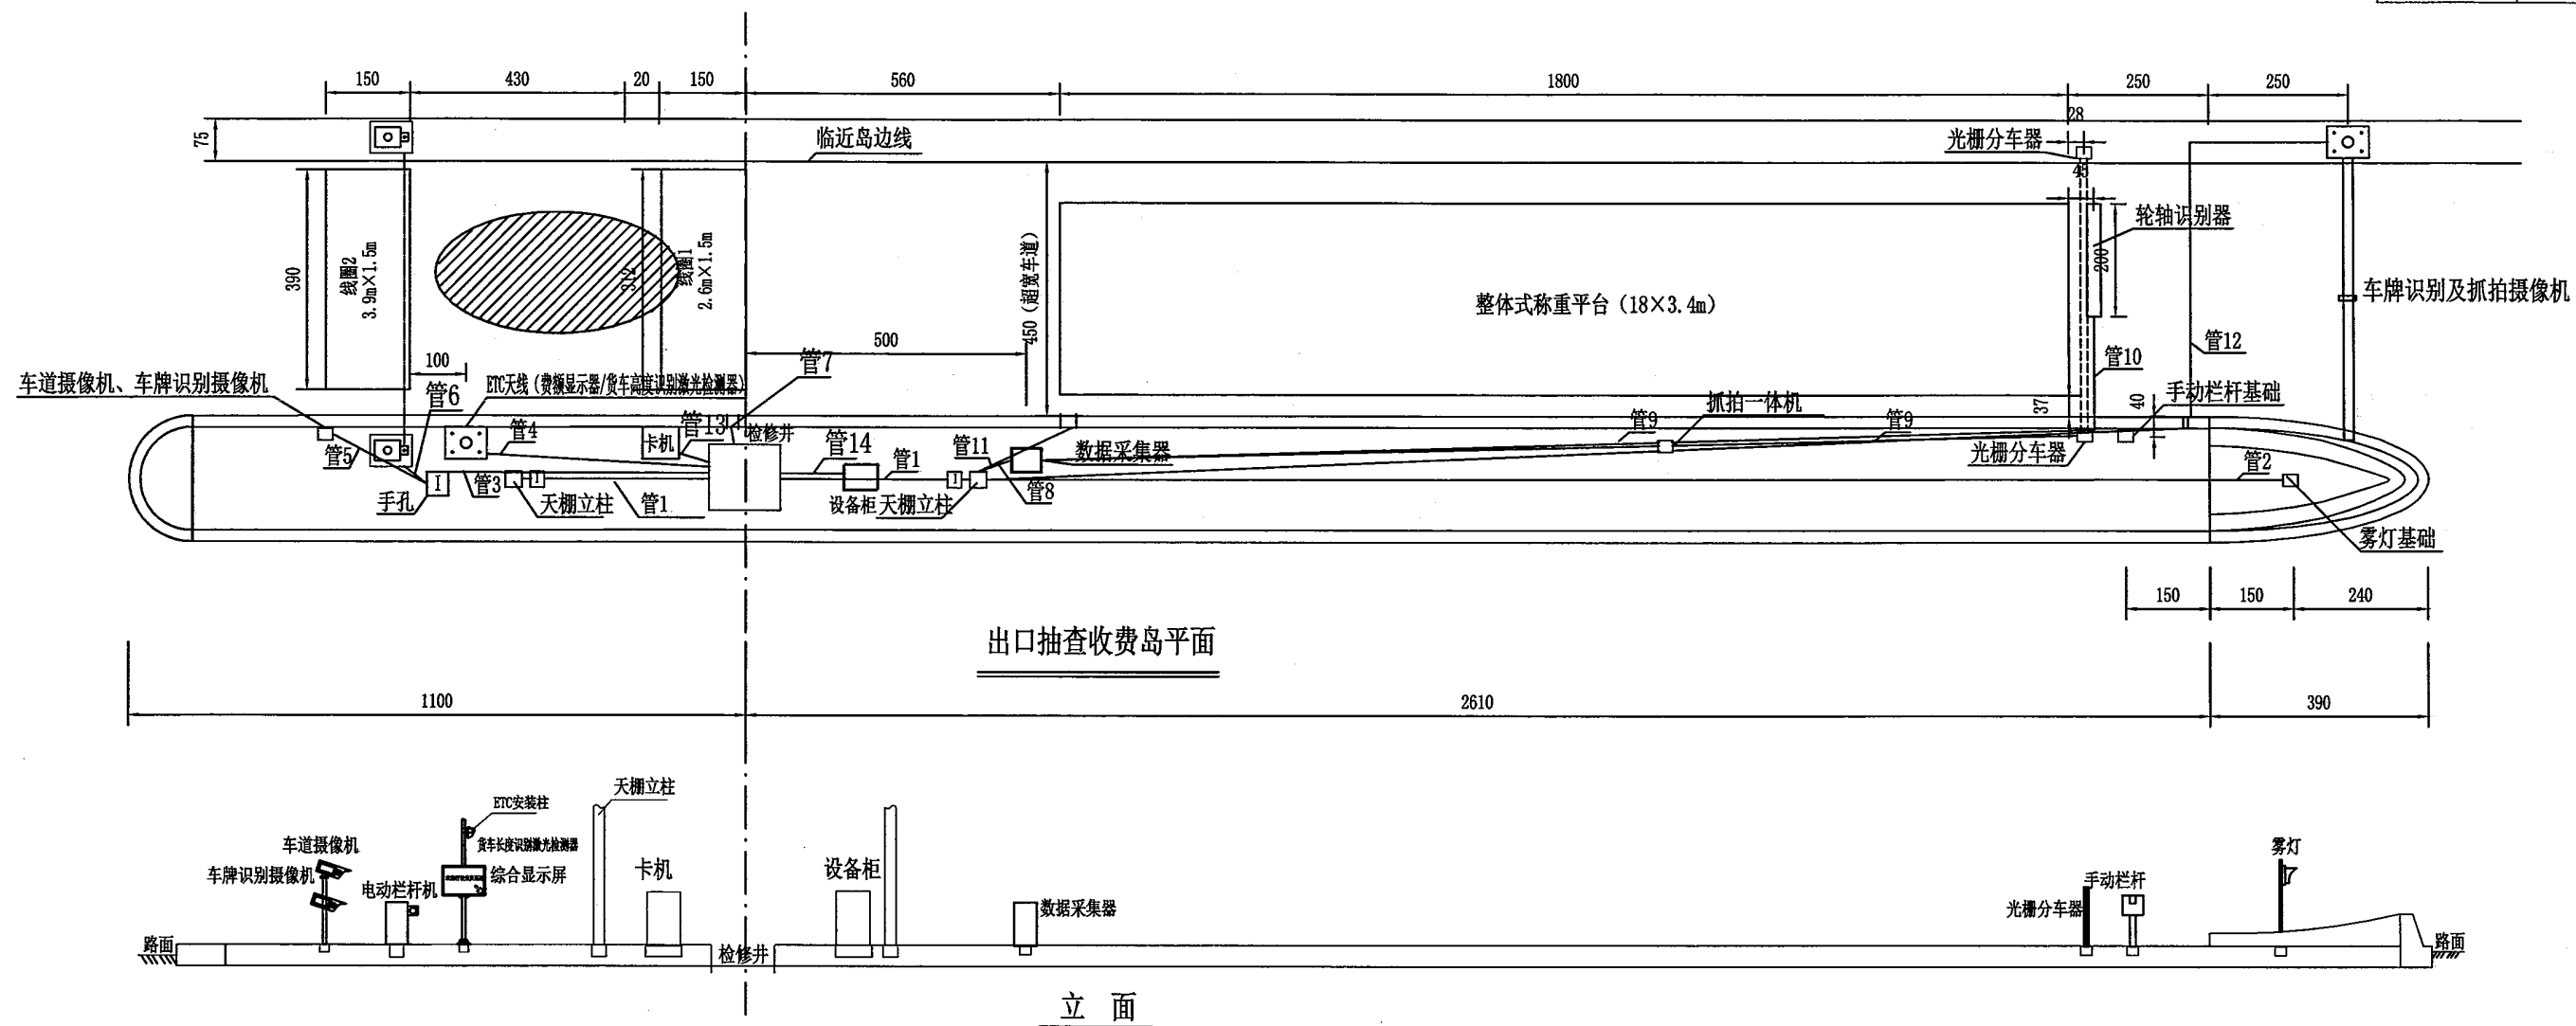 150 430 20 150 560 1800 250 250
28
75
临近岛边线
光栅分车器
45
轮轴识别器
390
线圈2
3.9m×1.5m
312
线圈1
2.6m×1.5m
450(超宽车道)
整体式称重平台(18×3.4m)
200
车牌识别及抓拍摄像机
500
管7
管10
管12
100
车道摄像机、车牌识别摄像机
管6
ETC天线(费额显示器/货车高度识别激光检测器)
37
40
手动栏杆基础
抓拍一体机
管13
检修井
卡机
管4
管5
管14
管11
数据采集器
管9
管9
光栅分车器
管1
管2
手孔
管3
天棚立柱
管1
设备柜
天棚立柱
管8
雾灯基础
150 150 240
出口抽查收费岛平面
1100 2610 390
天棚立柱
ETC安装柱
货车长度识别激光检测器
车道摄像机
车牌识别摄像机
电动栏杆机
综合显示屏
卡机
设备柜
数据采集器
光栅分车器
手动栏杆
雾灯
路面
检修井
路面
立 面